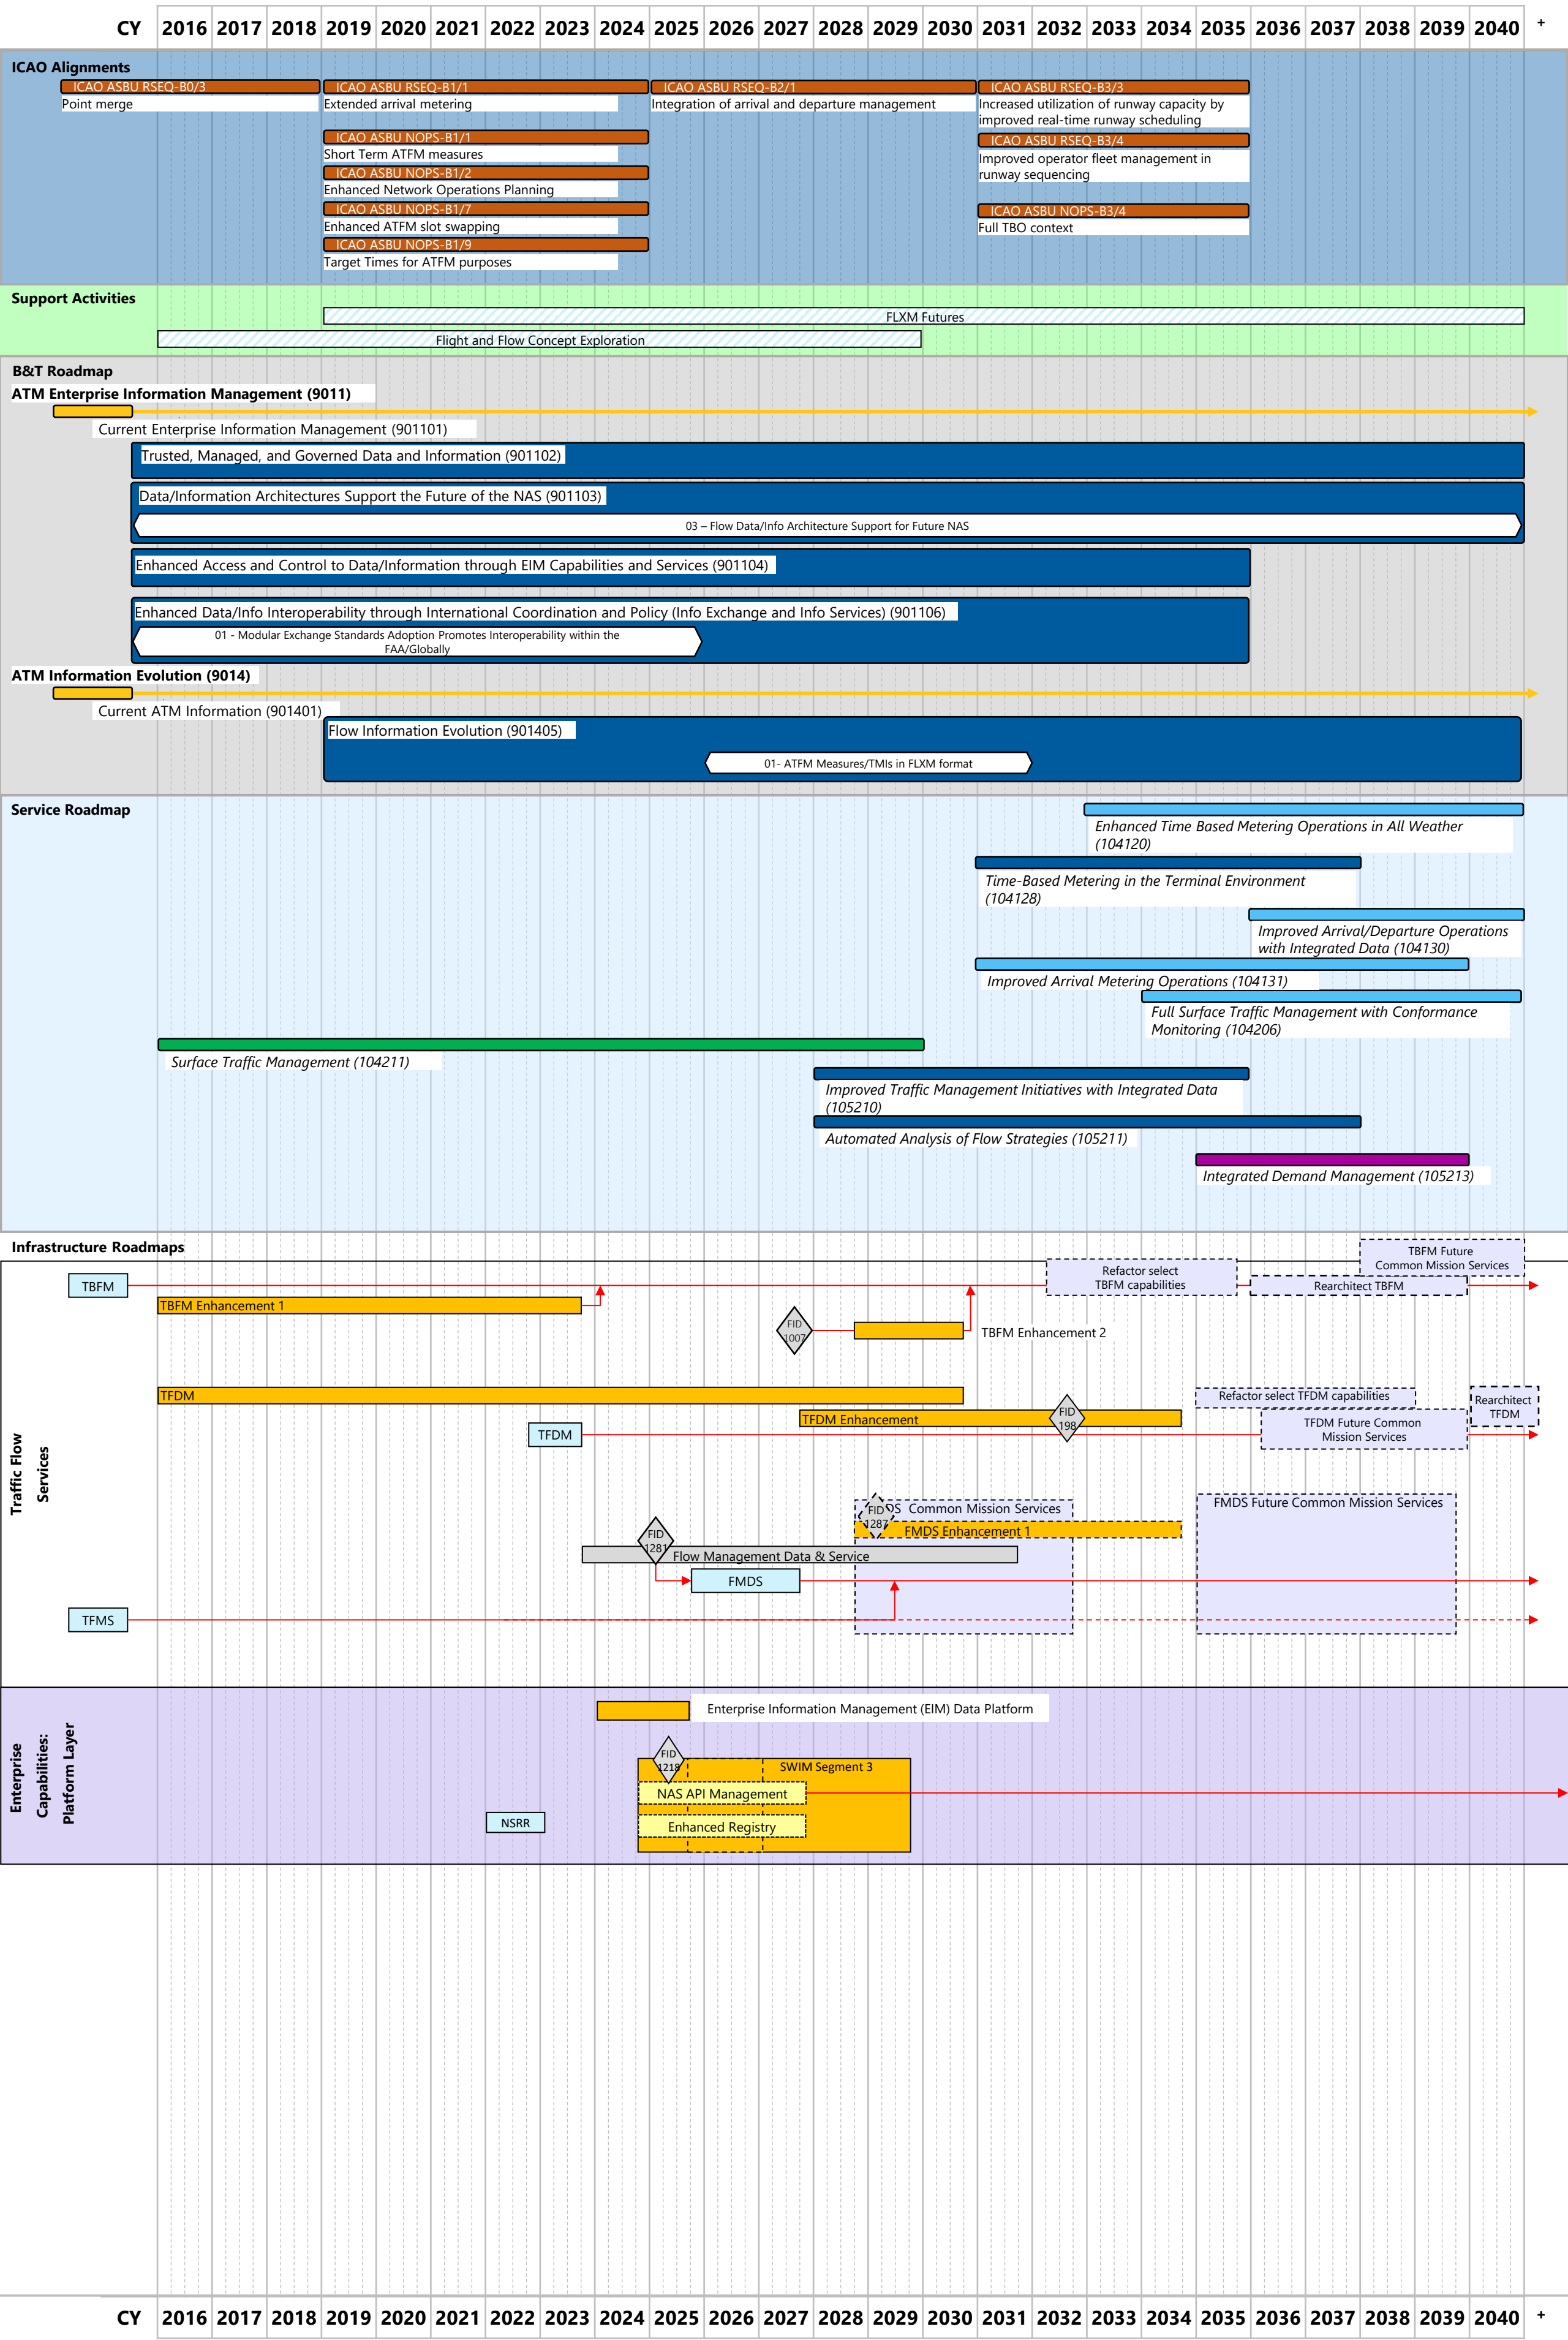 CY 2016 2017 2018 2019 2020 2021 2022 2023 2024 2025 2026 2027 2028 2029 2030 2031 2032 2033 2034 2035 2036 2037 2038 2039 2040 +
ICAO Alignments
ICAO ASBU RSEQ-B0/3
Point merge
ICAO ASBU RSEQ-B1/1
Extended arrival metering
ICAO ASBU RSEQ-B2/1
Integration of arrival and departure management
ICAO ASBU RSEQ-B3/3
Increased utilization of runway capacity by
improved real-time runway scheduling
ICAO ASBU NOPS-B1/1
Short Term ATFM measures
ICAO ASBU RSEQ-B3/4
Improved operator fleet management in
runway sequencing
ICAO ASBU NOPS-B1/2
Enhanced Network Operations Planning
ICAO ASBU NOPS-B1/7
Enhanced ATFM slot swapping
ICAO ASBU NOPS-B3/4
Full TBO context
ICAO ASBU NOPS-B1/9
Target Times for ATFM purposes
Support Activities
FLXM Futures
Flight and Flow Concept Exploration
B&T Roadmap
ATM Enterprise Information Management (9011)
Current Enterprise Information Management (901101)
Trusted, Managed, and Governed Data and Information (901102)
Data/Information Architectures Support the Future of the NAS (901103)
03 – Flow Data/Info Architecture Support for Future NAS
Enhanced Access and Control to Data/Information through EIM Capabilities and Services (901104)
Enhanced Data/Info Interoperability through International Coordination and Policy (Info Exchange and Info Services) (901106)
01 - Modular Exchange Standards Adoption Promotes Interoperability within the
FAA/Globally
ATM Information Evolution (9014)
Current ATM Information (901401)
Flow Information Evolution (901405)
01- ATFM Measures/TMIs in FLXM format
Service Roadmap
Enhanced Time Based Metering Operations in All Weather
(104120)
Time-Based Metering in the Terminal Environment
(104128)
Improved Arrival/Departure Operations
with Integrated Data (104130)
Improved Arrival Metering Operations (104131)
Full Surface Traffic Management with Conformance
Monitoring (104206)
Surface Traffic Management (104211)
Improved Traffic Management Initiatives with Integrated Data
(105210)
Automated Analysis of Flow Strategies (105211)
Integrated Demand Management (105213)
Infrastructure Roadmaps
Traffic Flow
Services
TBFM Future
Common Mission Services
Refactor select
TBFM capabilities
TBFM
Rearchitect TBFM
TBFM Enhancement 1
FID
1007
TBFM Enhancement 2
TFDM
Refactor select TFDM capabilities
Rearchitect
TFDM
TFDM Enhancement
FID
198
TFDM Future Common
Mission Services
TFDM
FMDS Future Common Mission Services
DS Common Mission Services
FID
1287
FMDS Enhancement 1
FID
1281
Flow Management Data & Service
FMDS
TFMS
Enterprise
Capabilities:
Platform Layer
Enterprise Information Management (EIM) Data Platform
FID
1218
SWIM Segment 3
NAS API Management
NSRR
Enhanced Registry
CY 2016 2017 2018 2019 2020 2021 2022 2023 2024 2025 2026 2027 2028 2029 2030 2031 2032 2033 2034 2035 2036 2037 2038 2039 2040 +